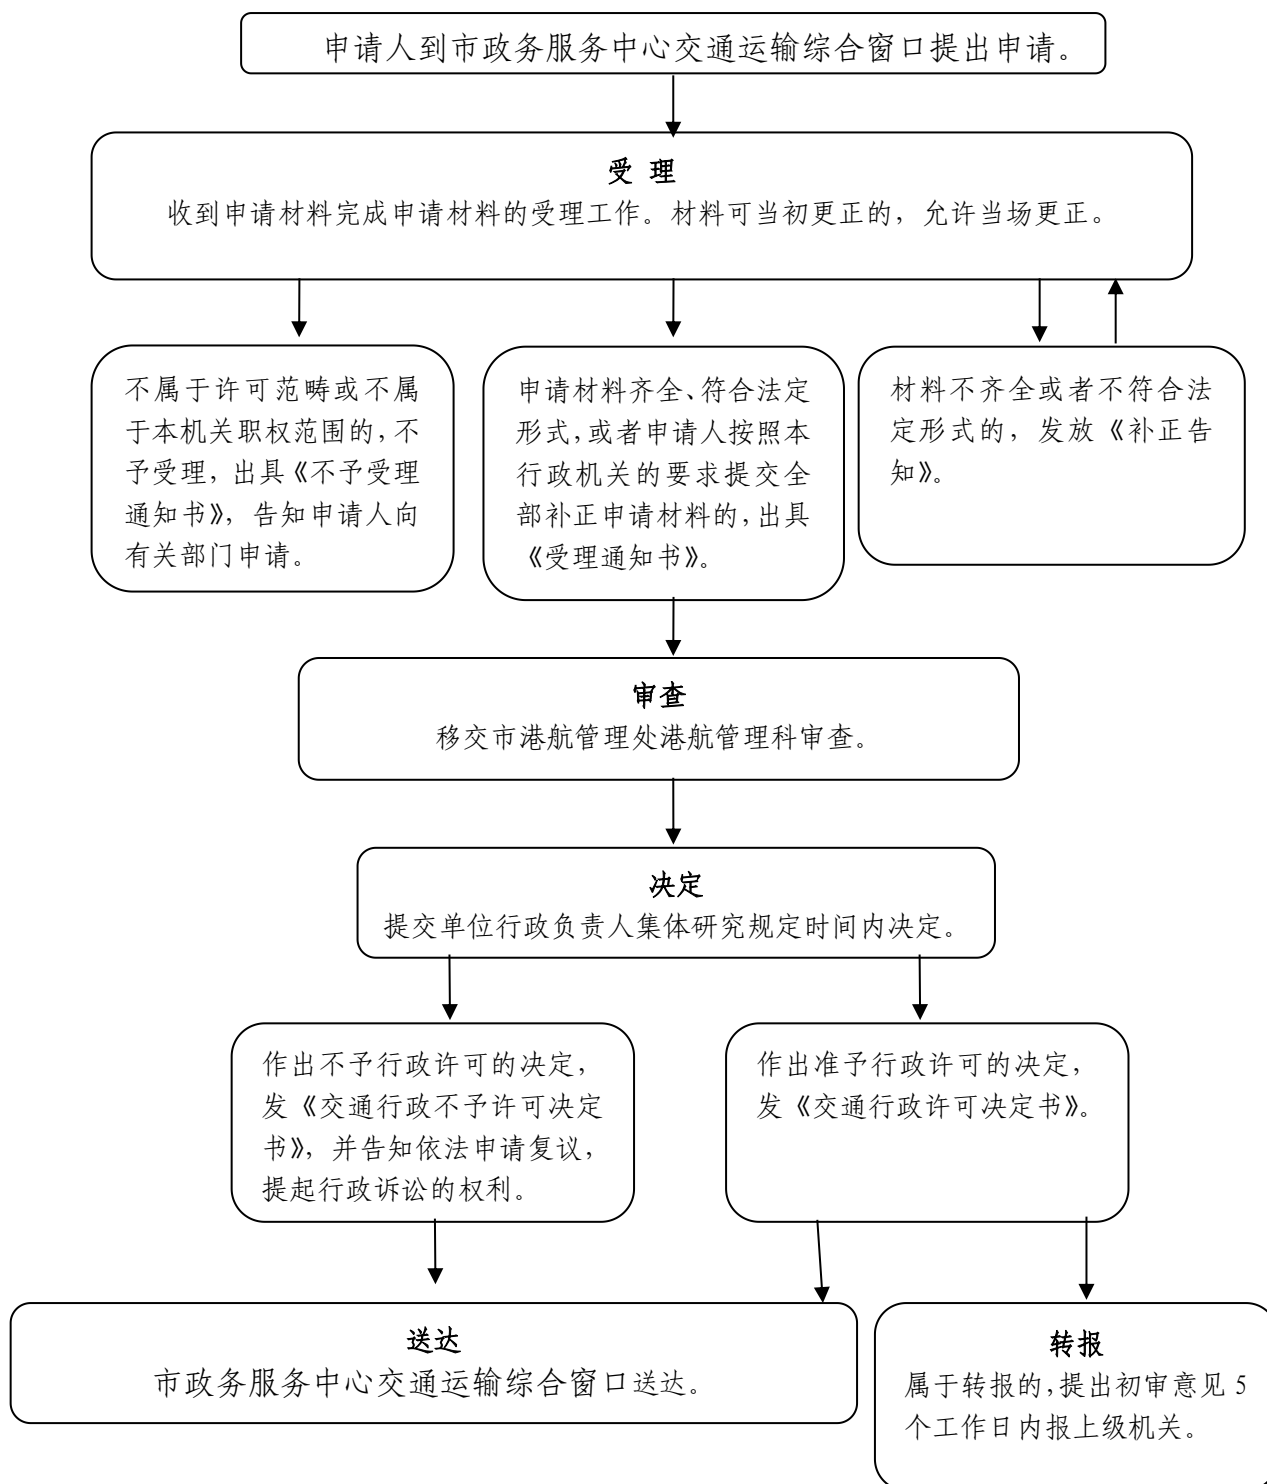 申请人到市政务服务中心交通运输综合窗口提出申请。
受 理
收到申请材料完成申请材料的受理工作。材料可当初更正的，允许当场更正。
不属于许可范畴或不属
于本机关职权范围的，不
予受理，出具《不予受理
通知书》，告知申请人向
有关部门申请。
申请材料齐全、符合法定
形式，或者申请人按照本
行政机关的要求提交全
部补正申请材料的，出具
《受理通知书》。
材料不齐全或者不符合法
定形式的，发放《补正告
知》。
审查
移交市港航管理处港航管理科审查。
决定
提交单位行政负责人集体研究规定时间内决定。
作出不予行政许可的决定，
发《交通行政不予许可决定
书》，并告知依法申请复议，
提起行政诉讼的权利。
作出准予行政许可的决定，
发《交通行政许可决定书》。
送达
市政务服务中心交通运输综合窗口送达。
转报
属于转报的，提出初审意见 5
个工作日内报上级机关。